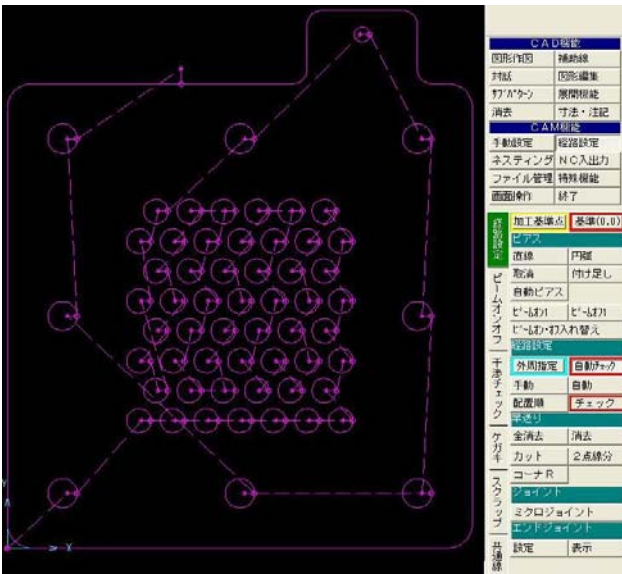 CAD機能
図形作図 補助線
対話 図形編集
ｻﾌﾞﾊﾟﾀｰﾝ 展開機能
消去 寸法・注記
CAM機能
手動設定 経路設定
ネスティング NC入出力
ファイル管理 特殊機能
画面操作 終了
経路設定
ビームオンオフ
干渉チェック
ケガキ
スクラップ
共通線
加工基準点 基準(0,0)
ピアス
直線 円弧
取消 付け足し
自動ピアス
ﾋﾞｰﾑｵﾝ1 ﾋﾞｰﾑｵﾌ1
ﾋﾞｰﾑｵﾝ･ｵﾌ入れ替え
経路設定
外周指定 自動ﾁｪｯｸ
手動 自動
配置順 チェック
早送り
全消去 消去
カット 2点線分
コーナR
ジョイント
ミクロジョイント
エンドジョイント
設定 表示
Y
X